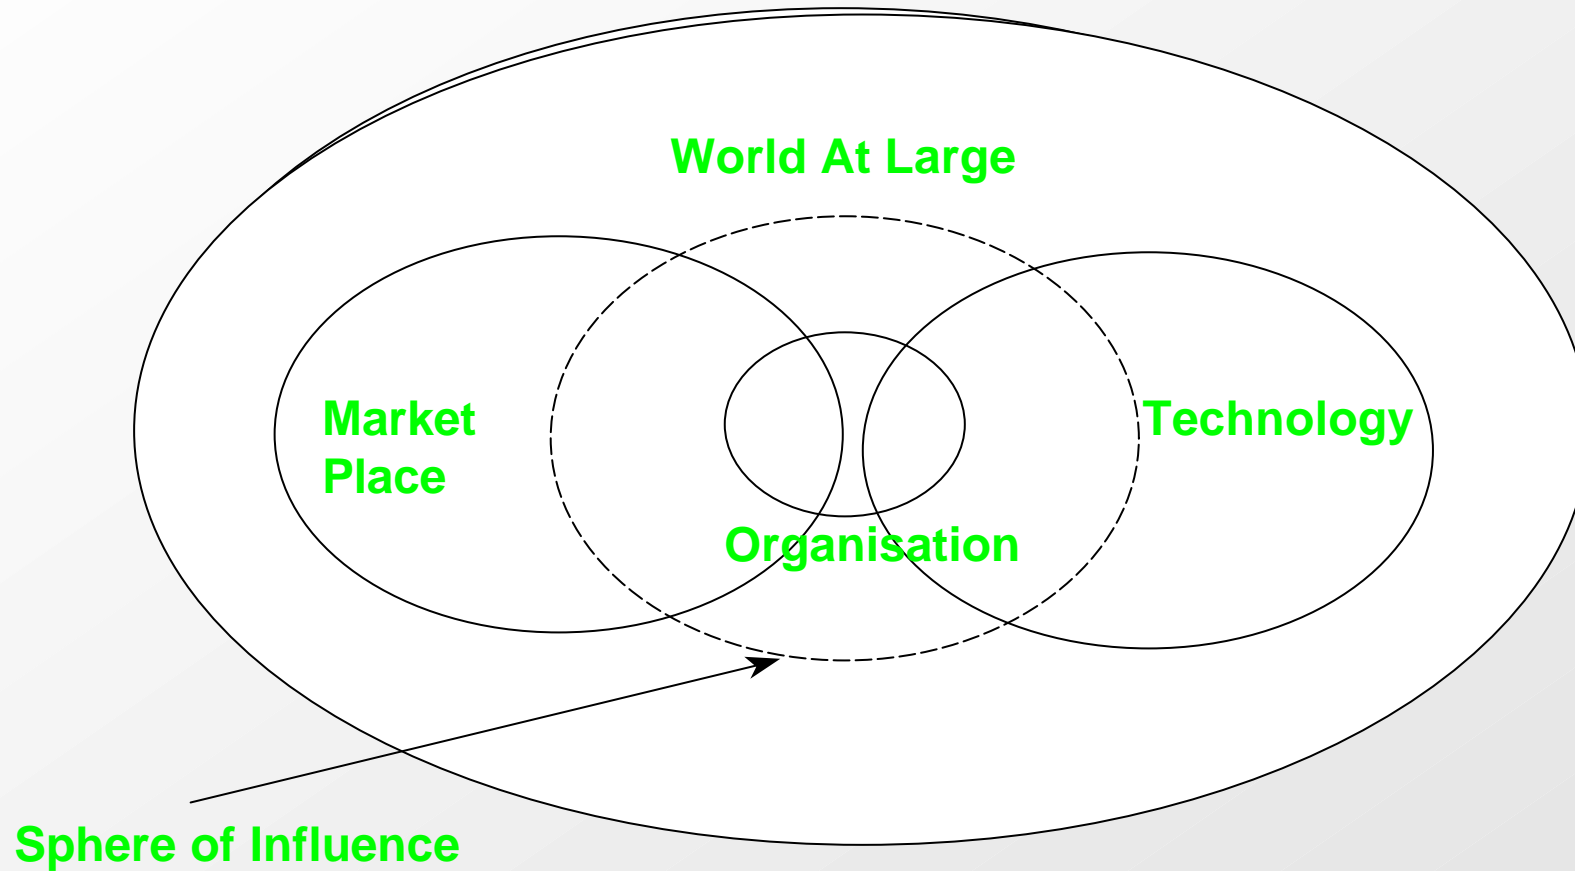 World At Large
Market
Place
Technology
Organisation
Sphere of Influence